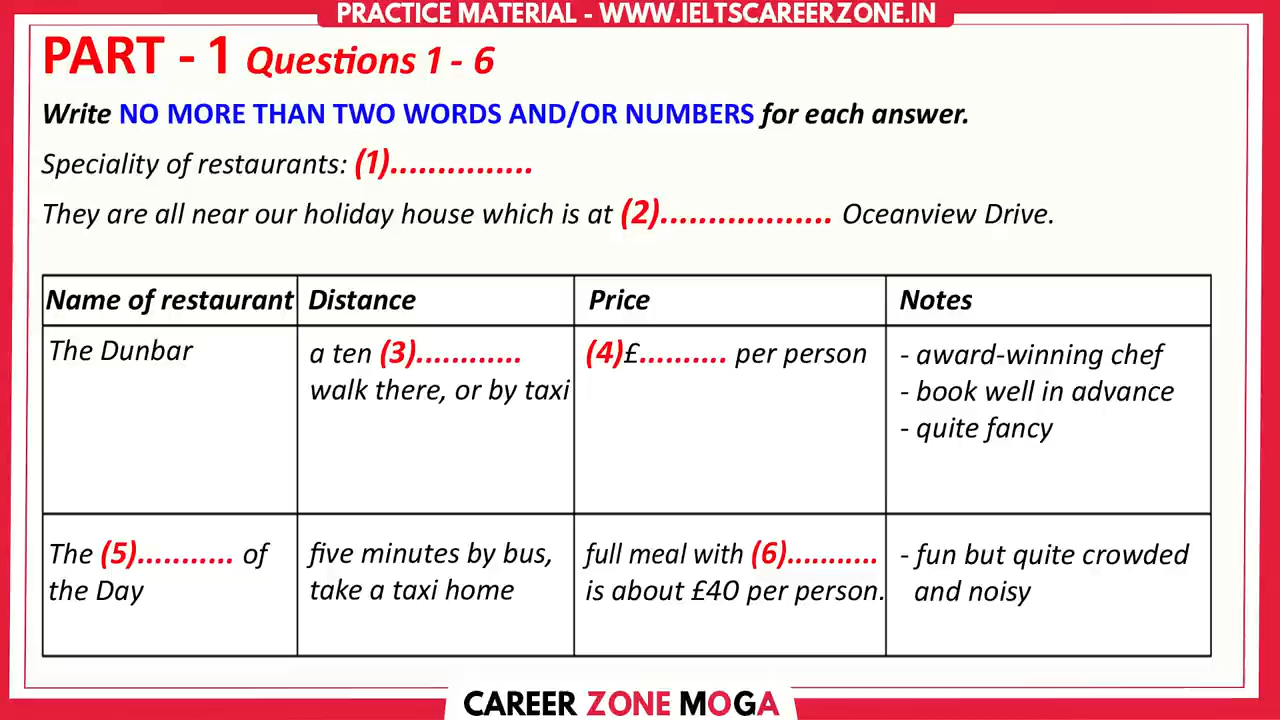 PRACTICE MATERIAL - WWW.IELTSCAREERZONE.IN
PART - 1 Questions 1 - 6
Write NO MORE THAN TWO WORDS AND/OR NUMBERS for each answer.
Speciality of restaurants: (1)...............
They are all near our holiday house which is at (2).................. Oceanview Drive.
Name of restaurant Distance Price Notes
The Dunbar
a ten (3)...........
walk there, or by taxi
(4)£.......... per person
- award-winning chef
- book well in advance
- quite fancy
The (5)........... of
the Day
five minutes by bus,
take a taxi home
full meal with (6)..........
is about £40 per person.
- fun but quite crowded
and noisy
CAREER ZONE MOGA